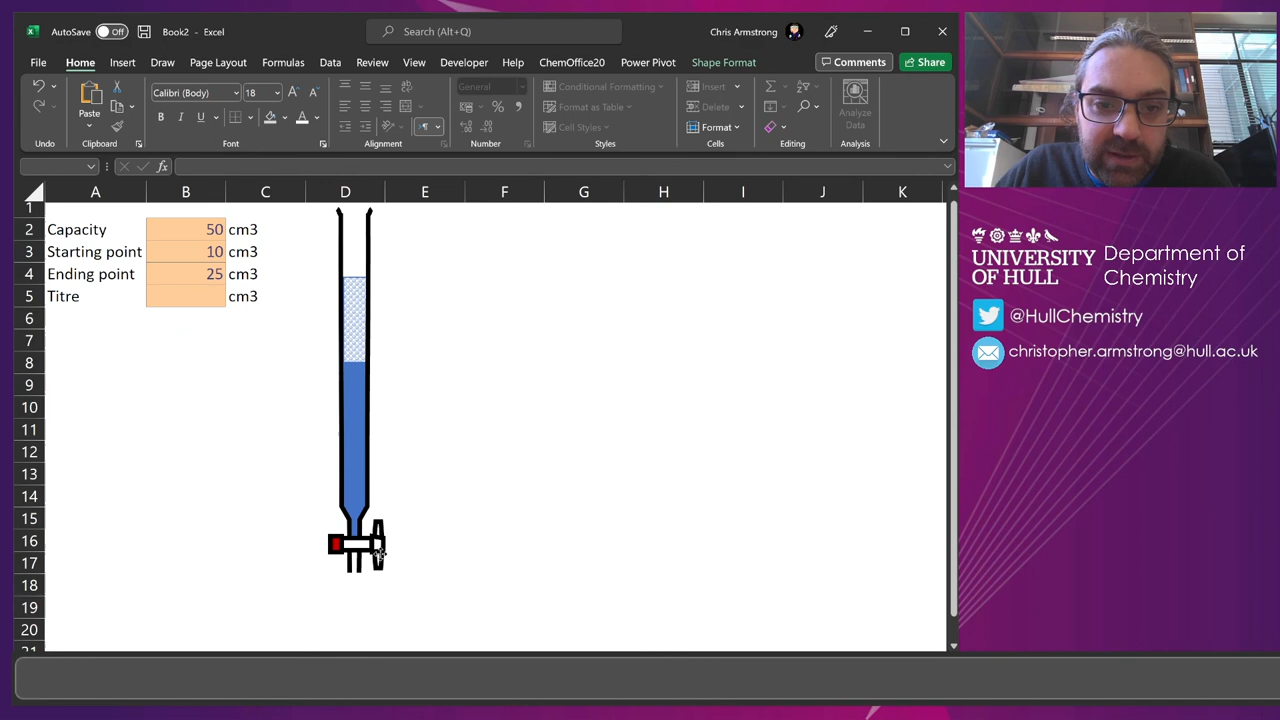 AutoSave Off Book2 - Excel Search (Alt+Q) Chris Armstrong
File Home Insert Draw Page Layout Formulas Data Review View Developer Help ChemOffice20 Power Pivot Shape Format Comments Share
Paste Calibri (Body) 18 A^ Aˇ B I U A General % Conditional Formatting Format as Table Cell Styles Insert Delete Format Analyze Data
Undo Clipboard Font Alignment Number Styles Cells Editing Analysis
fx
A B C D E F G H I J K
1
2 Capacity 50 cm3
3 Starting point 10 cm3
4 Ending point 25 cm3
5 Titre cm3
6
7
8
9
10
11
12
13
14
15
16
17
18
19
20
21
UNIVERSITY OF HULL
Department of
Chemistry
@HullChemistry
christopher.armstrong@hull.ac.uk